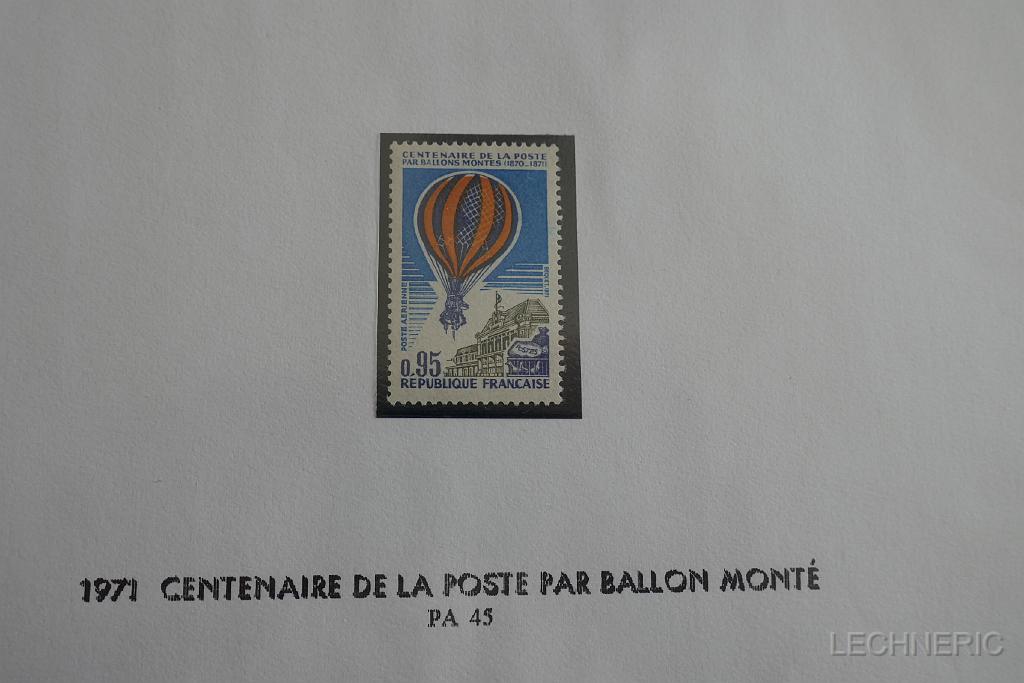 CENTENAIRE DE LA POSTE
PAR BALLONS MONTES (1870-1871)
POSTE AERIENNE
POSTES
0,95
REPUBLIQUE FRANCAISE
1971 CENTENAIRE DE LA POSTE PAR BALLON MONTÉ
PA 45
LECHNERIC